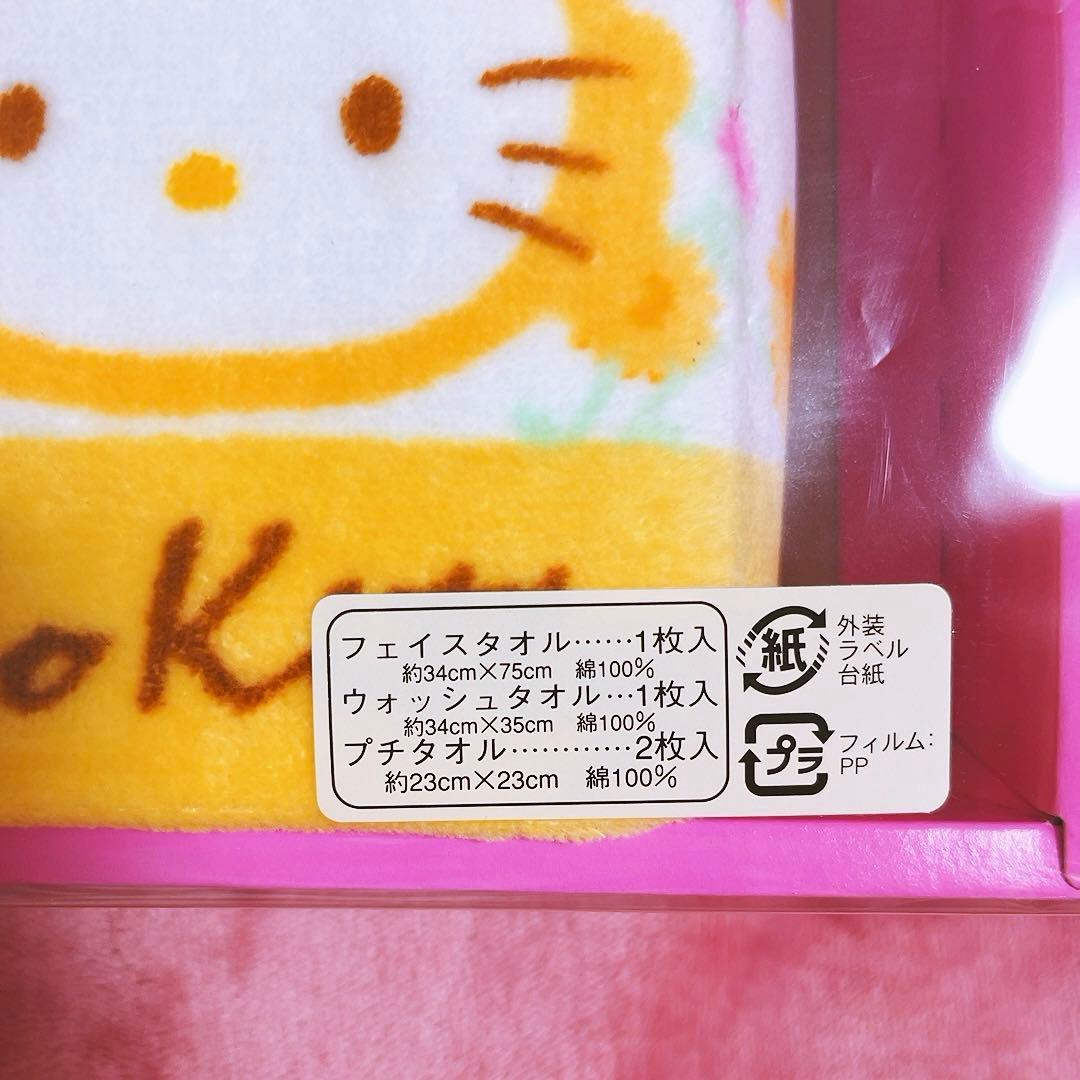 oKitty
フェイスタオル……1枚入
約34cm×75cm 綿100%
ウォッシュタオル…1枚入
約34cm×35cm 綿100%
プチタオル…………2枚入
約23cm×23cm 綿100%
紙
外装
ラベル
台紙
プラ
フィルム:
PP